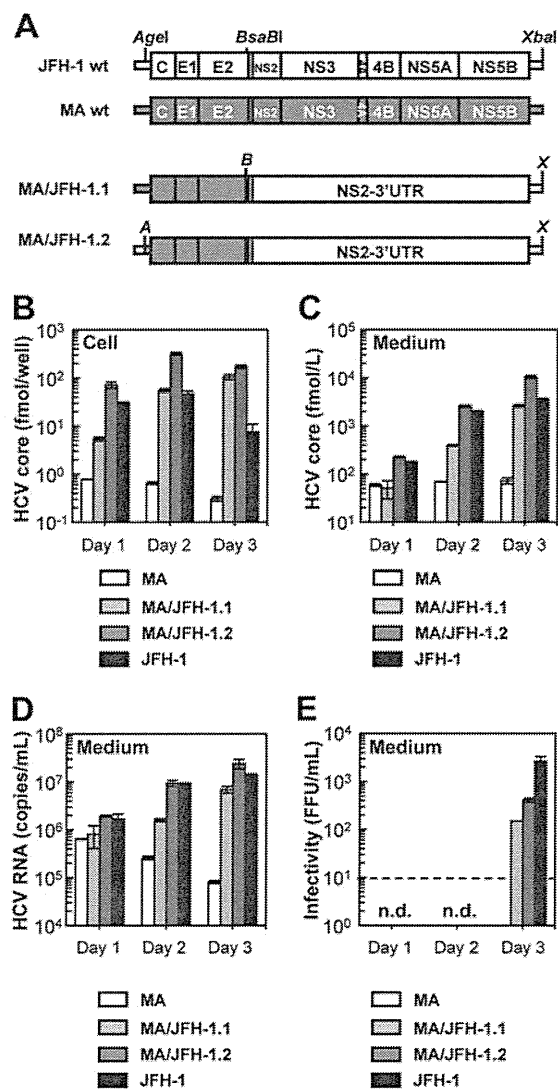 A
AgeI BsaBI XbaI
JFH-1 wt C E1 E2 NS2 NS3 4B NS5A NS5B
MA wt C E1 E2 NS2 NS3 4B NS5A NS5B
B X
MA/JFH-1.1 NS2-3'UTR
A X
MA/JFH-1.2 NS2-3'UTR
B
Cell
HCV core (fmol/well)
10³
10²
10¹
10⁰
10⁻¹
Day 1 Day 2 Day 3
MA
MA/JFH-1.1
MA/JFH-1.2
JFH-1
C
Medium
HCV core (fmol/L)
10⁵
10⁴
10³
10²
10¹
Day 1 Day 2 Day 3
MA
MA/JFH-1.1
MA/JFH-1.2
JFH-1
D
Medium
HCV RNA (copies/mL)
10⁸
10⁷
10⁶
10⁵
10⁴
Day 1 Day 2 Day 3
MA
MA/JFH-1.1
MA/JFH-1.2
JFH-1
E
Medium
Infectivity (FFU/mL)
10⁴
10³
10²
10¹
10⁰
n.d. n.d.
Day 1 Day 2 Day 3
MA
MA/JFH-1.1
MA/JFH-1.2
JFH-1